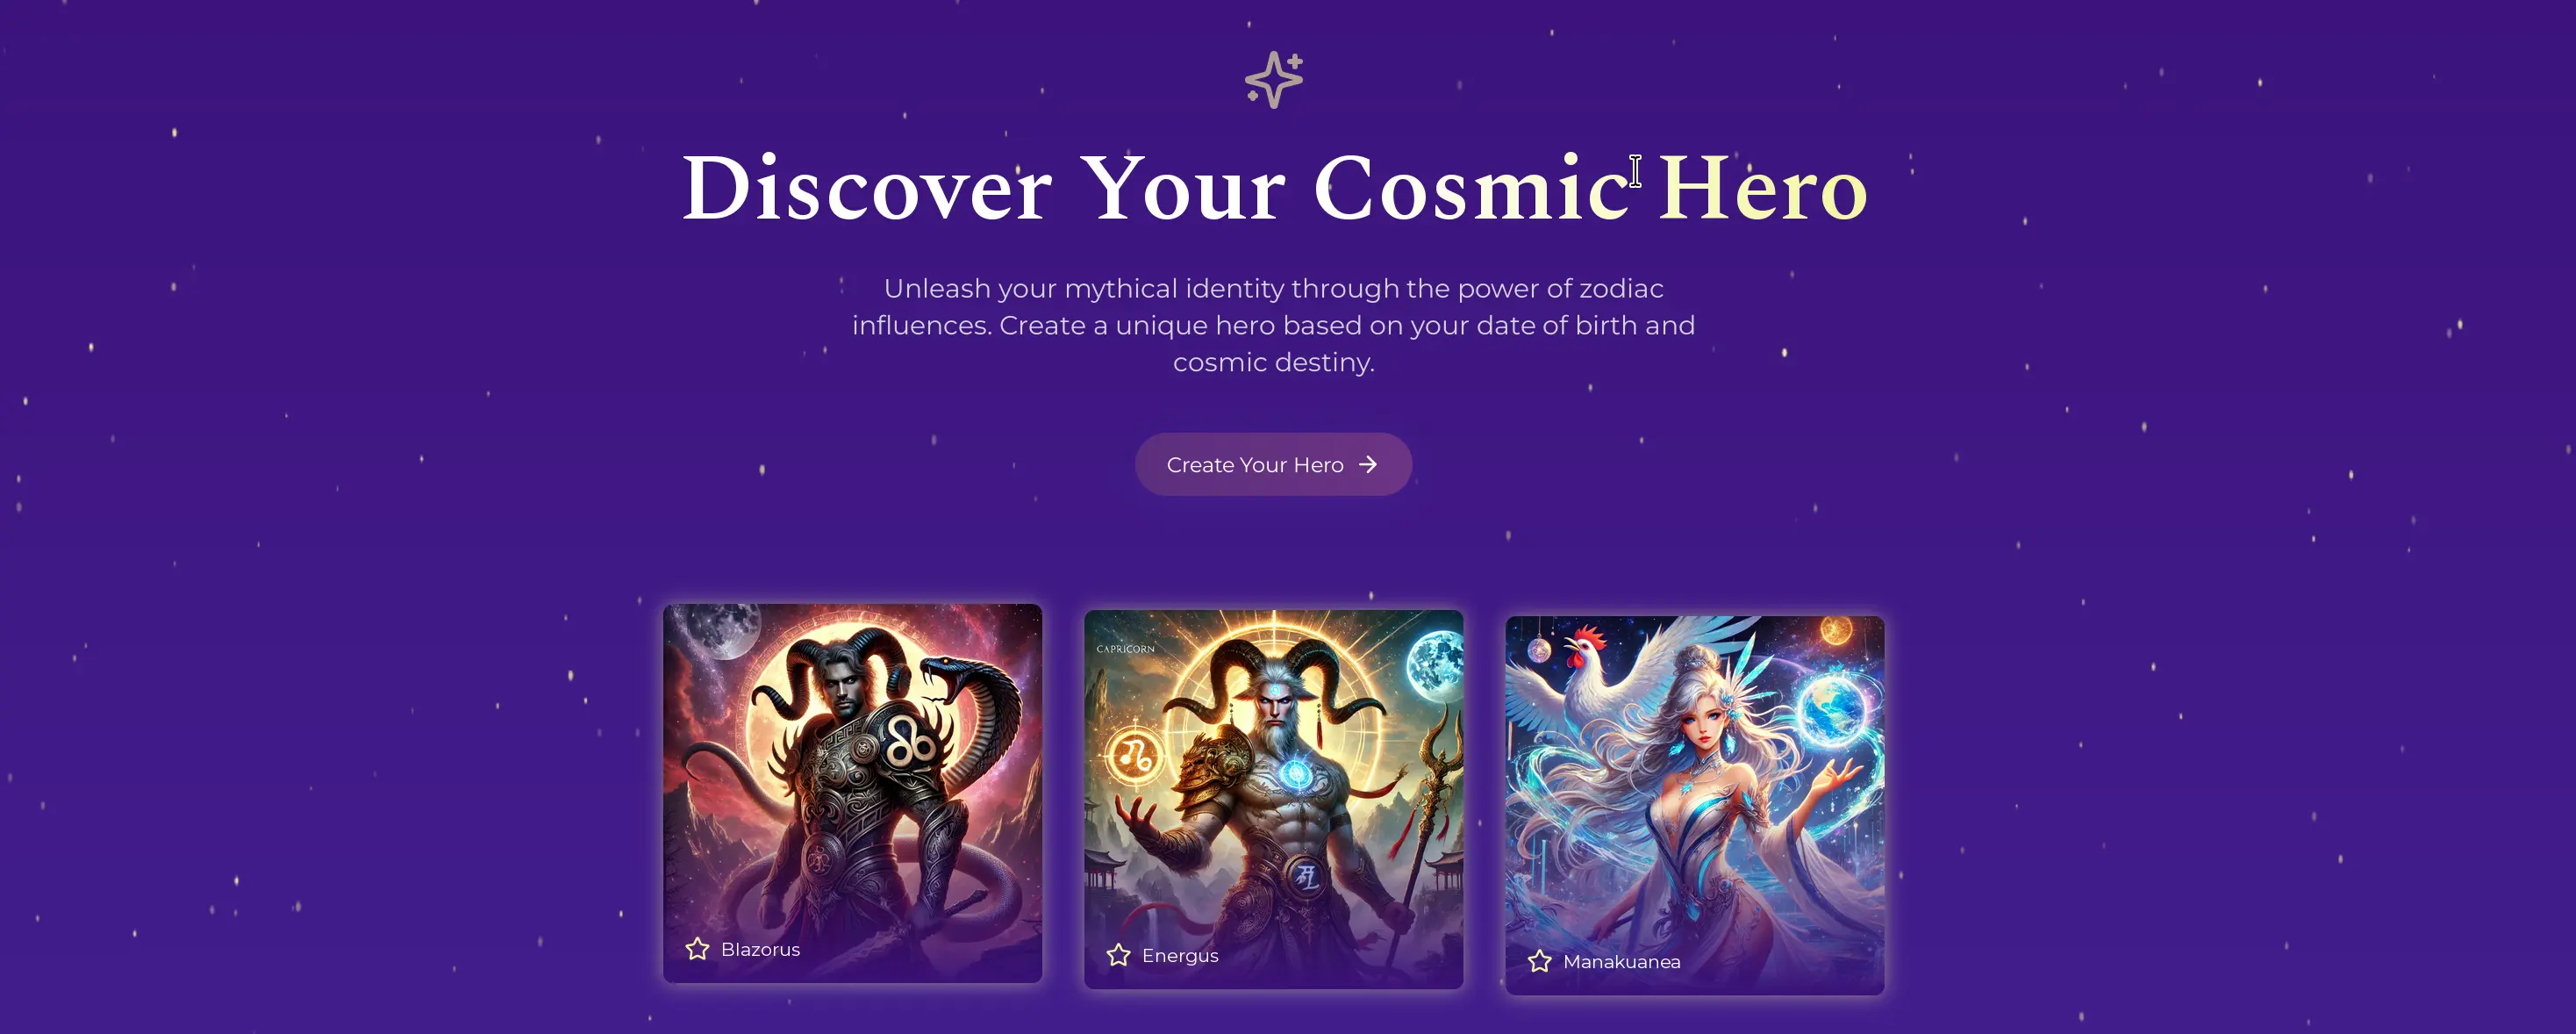 Discover Your Cosmic Hero
Unleash your mythical identity through the power of zodiac
influences. Create a unique hero based on your date of birth and
cosmic destiny.
Create Your Hero
CAPRICORN
Blazorus
Energus
Manakuanea